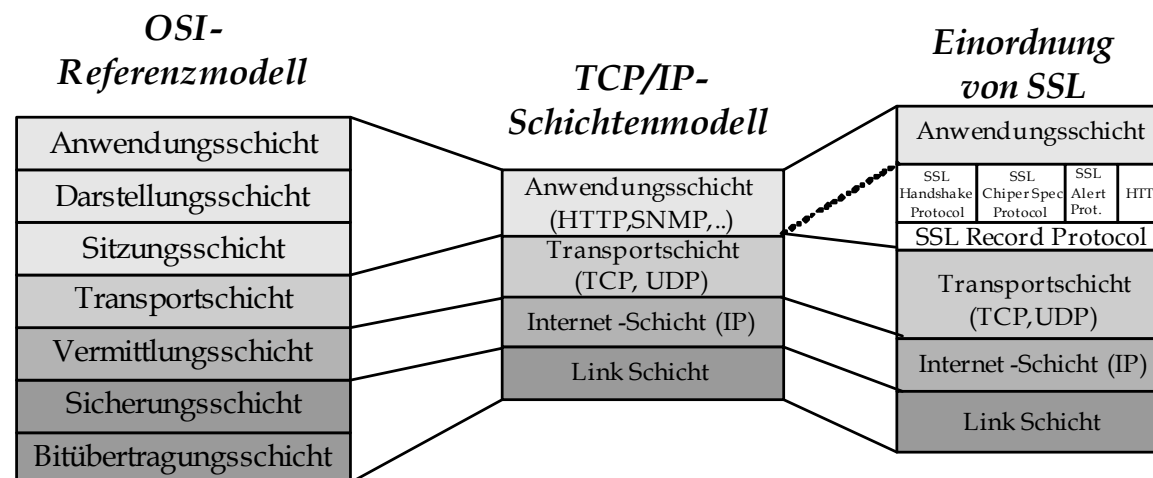 OSI-
Referenzmodell
Anwendungsschicht
Darstellungsschicht
Sitzungsschicht
Transportschicht
Vermittlungsschicht
Sicherungsschicht
Bitübertragungsschicht
TCP/IP-
Schichtenmodell
Anwendungsschicht
(HTTP,SNMP,..)
Transportschicht
(TCP, UDP)
Internet -Schicht (IP)
Link Schicht
Einordnung
von SSL
Anwendungsschicht
SSL
Handshake
Protocol
SSL
Chiper Spec
Protocol
SSL
Alert
Prot.
HTT
SSL Record Protocol
Transportschicht
(TCP,UDP)
Internet -Schicht (IP)
Link Schicht